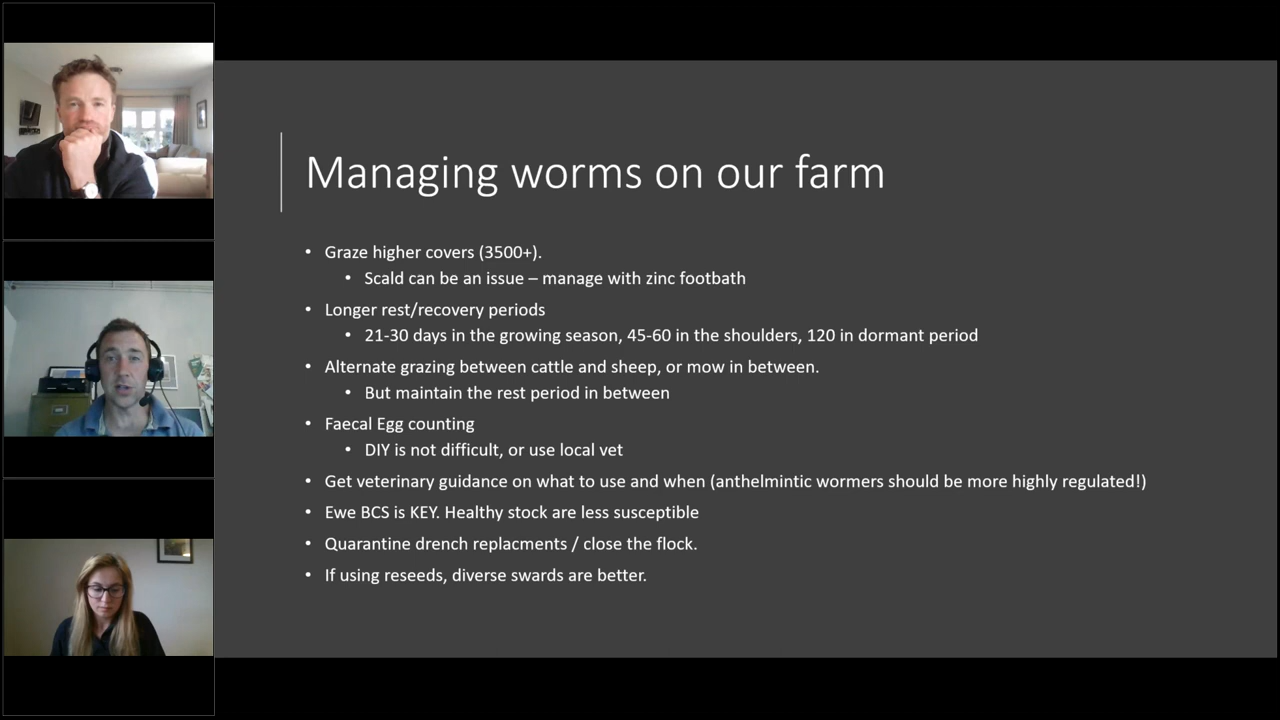 Managing worms on our farm
• Graze higher covers (3500+).
• Scald can be an issue – manage with zinc footbath
• Longer rest/recovery periods
• 21-30 days in the growing season, 45-60 in the shoulders, 120 in dormant period
• Alternate grazing between cattle and sheep, or mow in between.
• But maintain the rest period in between
• Faecal Egg counting
• DIY is not difficult, or use local vet
• Get veterinary guidance on what to use and when (anthelmintic wormers should be more highly regulated!)
• Ewe BCS is KEY. Healthy stock are less susceptible
• Quarantine drench replacments / close the flock.
• If using reseeds, diverse swards are better.